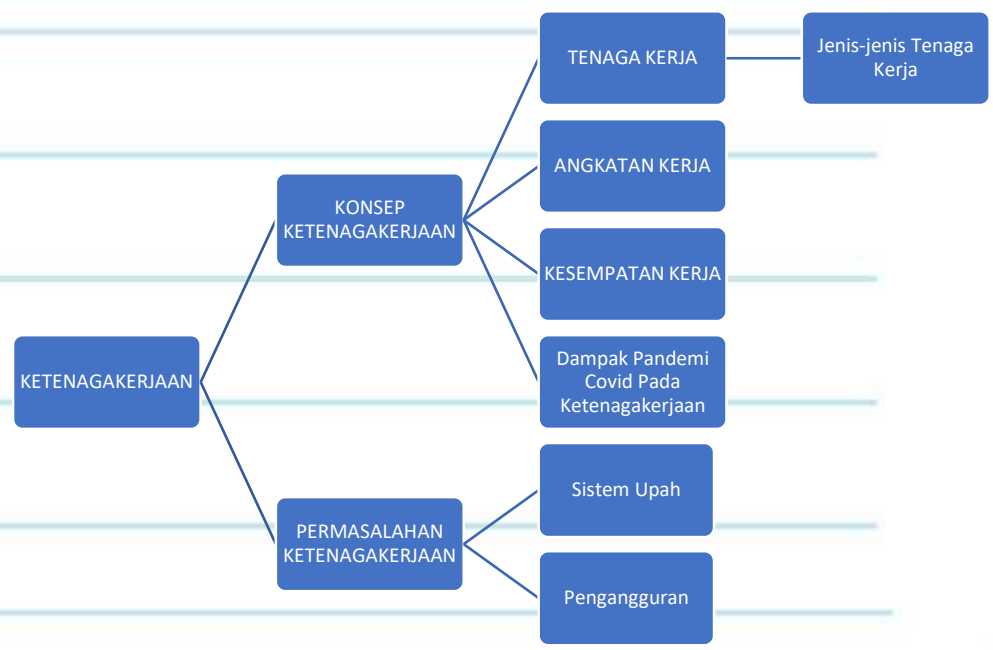 TENAGA KERJA
Jenis-jenis Tenaga
Kerja
ANGKATAN KERJA
KONSEP
KETENAGAKERJAAN
KESEMPATAN KERJA
KETENAGAKERJAAN
Dampak Pandemi
Covid Pada
Ketenagakerjaan
Sistem Upah
PERMASALAHAN
KETENAGAKERJAAN
Pengangguran